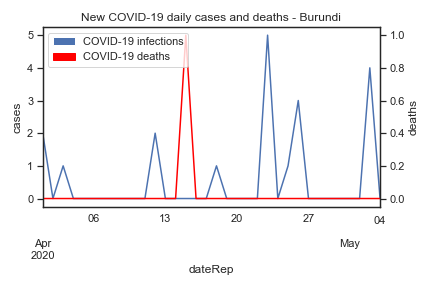 New COVID-19 daily cases and deaths - Burundi
COVID-19 infections
COVID-19 deaths
cases
5
4
3
2
1
0
1.0
0.8
0.6
0.4
0.2
0.0
deaths
06 13 20 27 04
Apr May
2020
dateRep